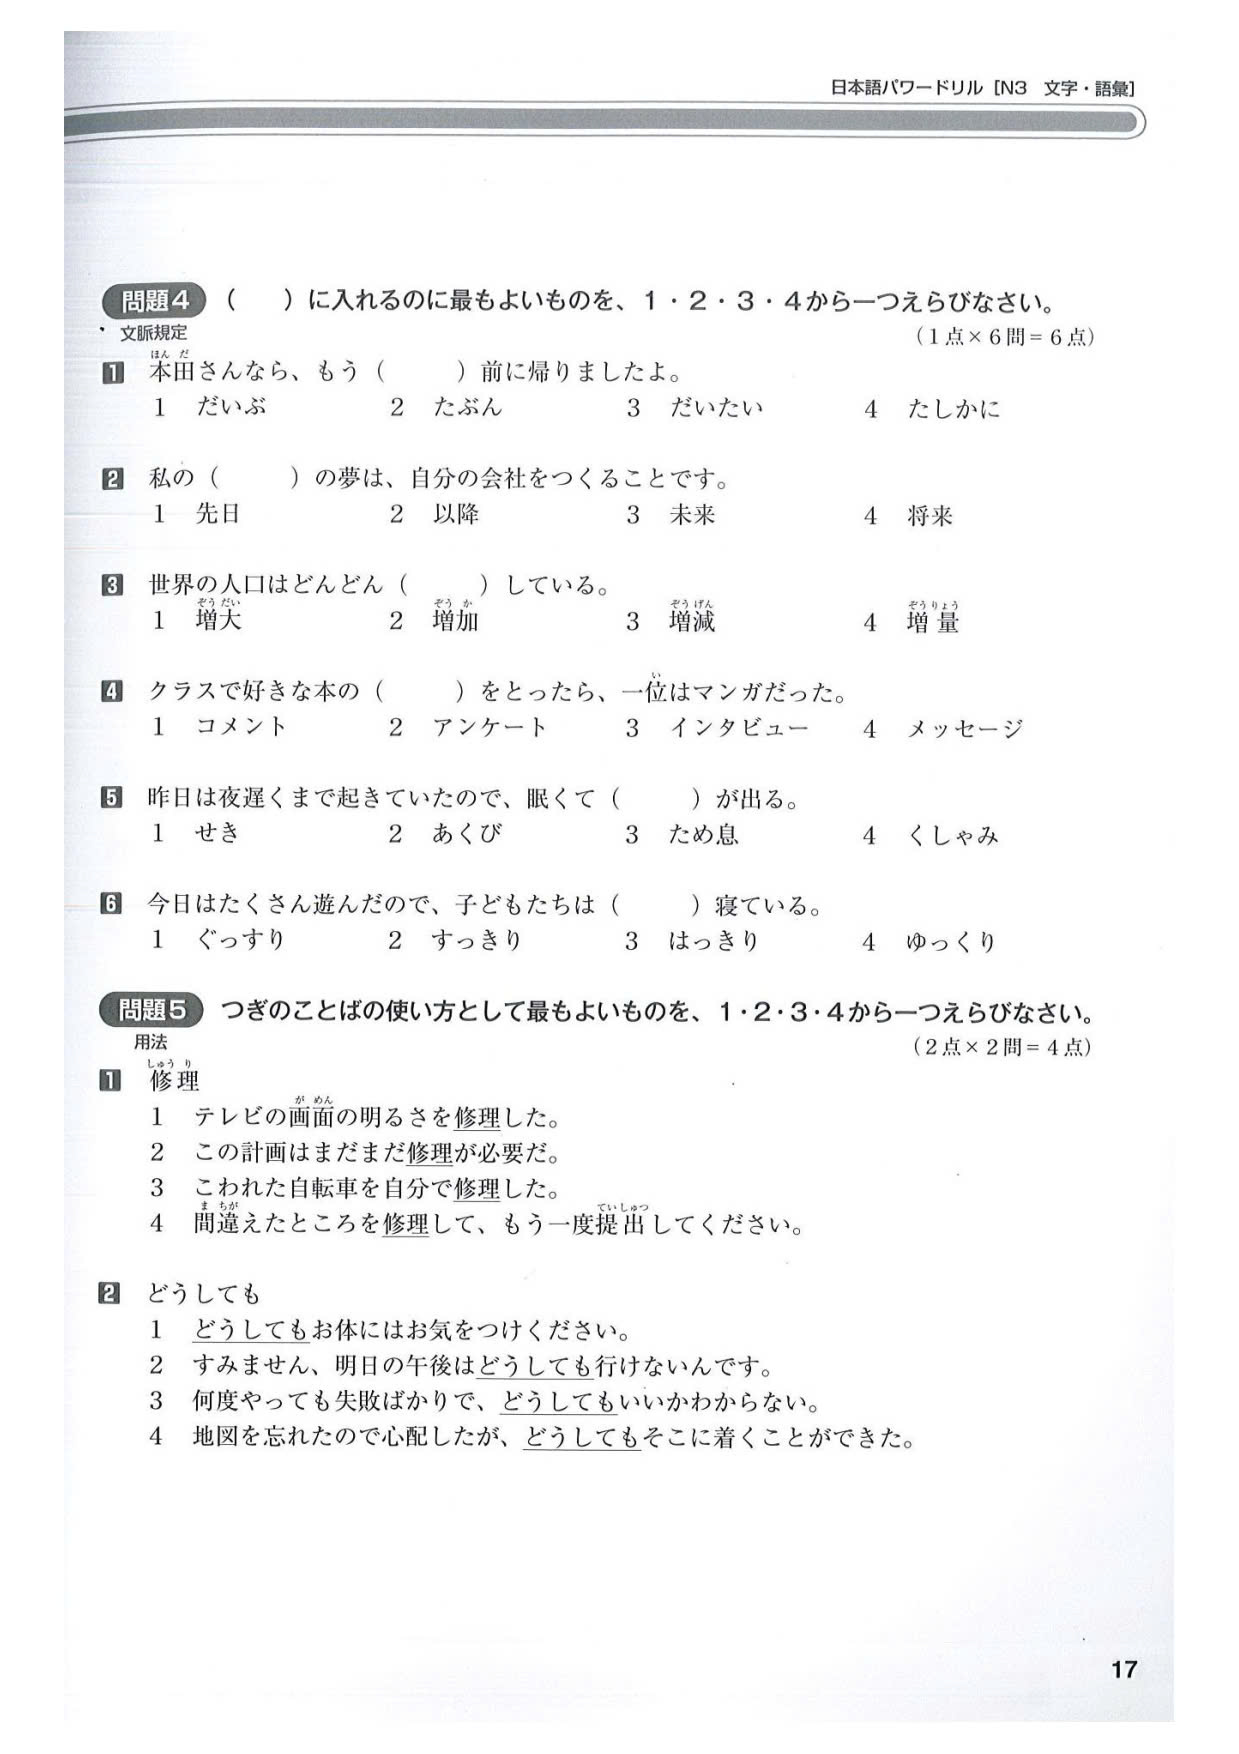 日本語パワードリル［N3　文字・語彙］
問題4　（　　）に入れるのに最もよいものを、1・2・3・4から一つえらびなさい。
文脈規定　（1点×6問＝6点）
ほんだ
1　本田さんなら、もう（　　　）前に帰りましたよ。
1　だいぶ　2　たぶん　3　だいたい　4　たしかに
2　私の（　　　）の夢は、自分の会社をつくることです。
1　先日　2　以降　3　未来　4　将来
3　世界の人口はどんどん（　　　）している。
ぞうだい　ぞうか　ぞうげん　ぞうりょう
1　増大　2　増加　3　増減　4　増量
い
4　クラスで好きな本の（　　　）をとったら、一位はマンガだった。
1　コメント　2　アンケート　3　インタビュー　4　メッセージ
5　昨日は夜遅くまで起きていたので、眠くて（　　　）が出る。
1　せき　2　あくび　3　ため息　4　くしゃみ
6　今日はたくさん遊んだので、子どもたちは（　　　）寝ている。
1　ぐっすり　2　すっきり　3　はっきり　4　ゆっくり
問題5　つぎのことばの使い方として最もよいものを、1・2・3・4から一つえらびなさい。
用法　（2点×2問＝4点）
しゅうり
1　修理
がめん
1　テレビの画面の明るさを修理した。
2　この計画はまだまだ修理が必要だ。
3　こわれた自転車を自分で修理した。
まちが　ていしゅつ
4　間違えたところを修理して、もう一度提出してください。
2　どうしても
1　どうしてもお体にはお気をつけください。
2　すみません、明日の午後はどうしても行けないんです。
3　何度やっても失敗ばかりで、どうしてもいいかわからない。
4　地図を忘れたので心配したが、どうしてもそこに着くことができた。
17